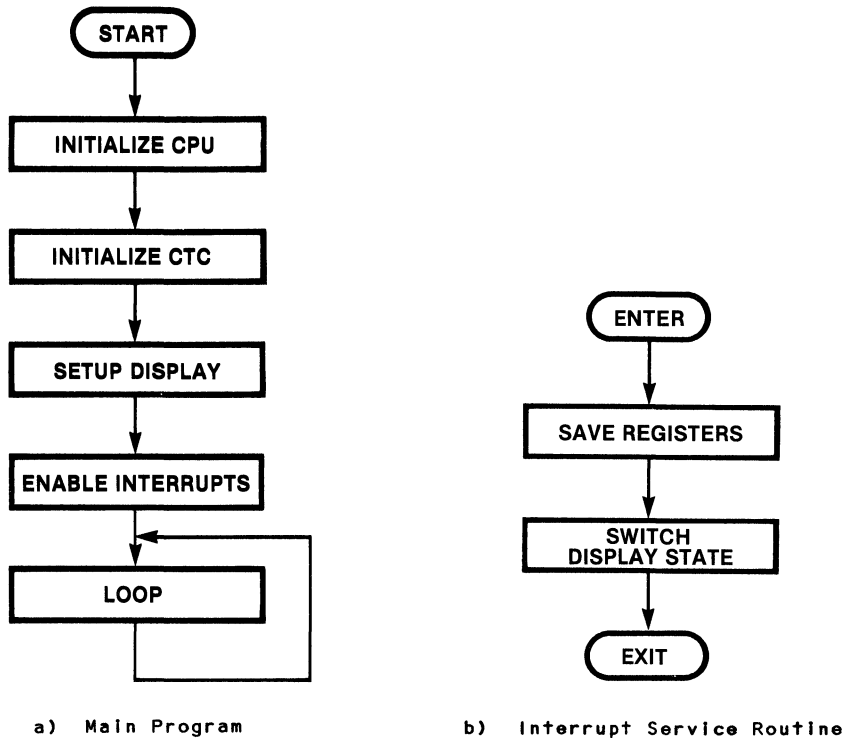 START
INITIALIZE CPU
INITIALIZE CTC
SETUP DISPLAY
ENABLE INTERRUPTS
LOOP
a) Main Program
ENTER
SAVE REGISTERS
SWITCH
DISPLAY STATE
EXIT
b) Interrupt Service Routine